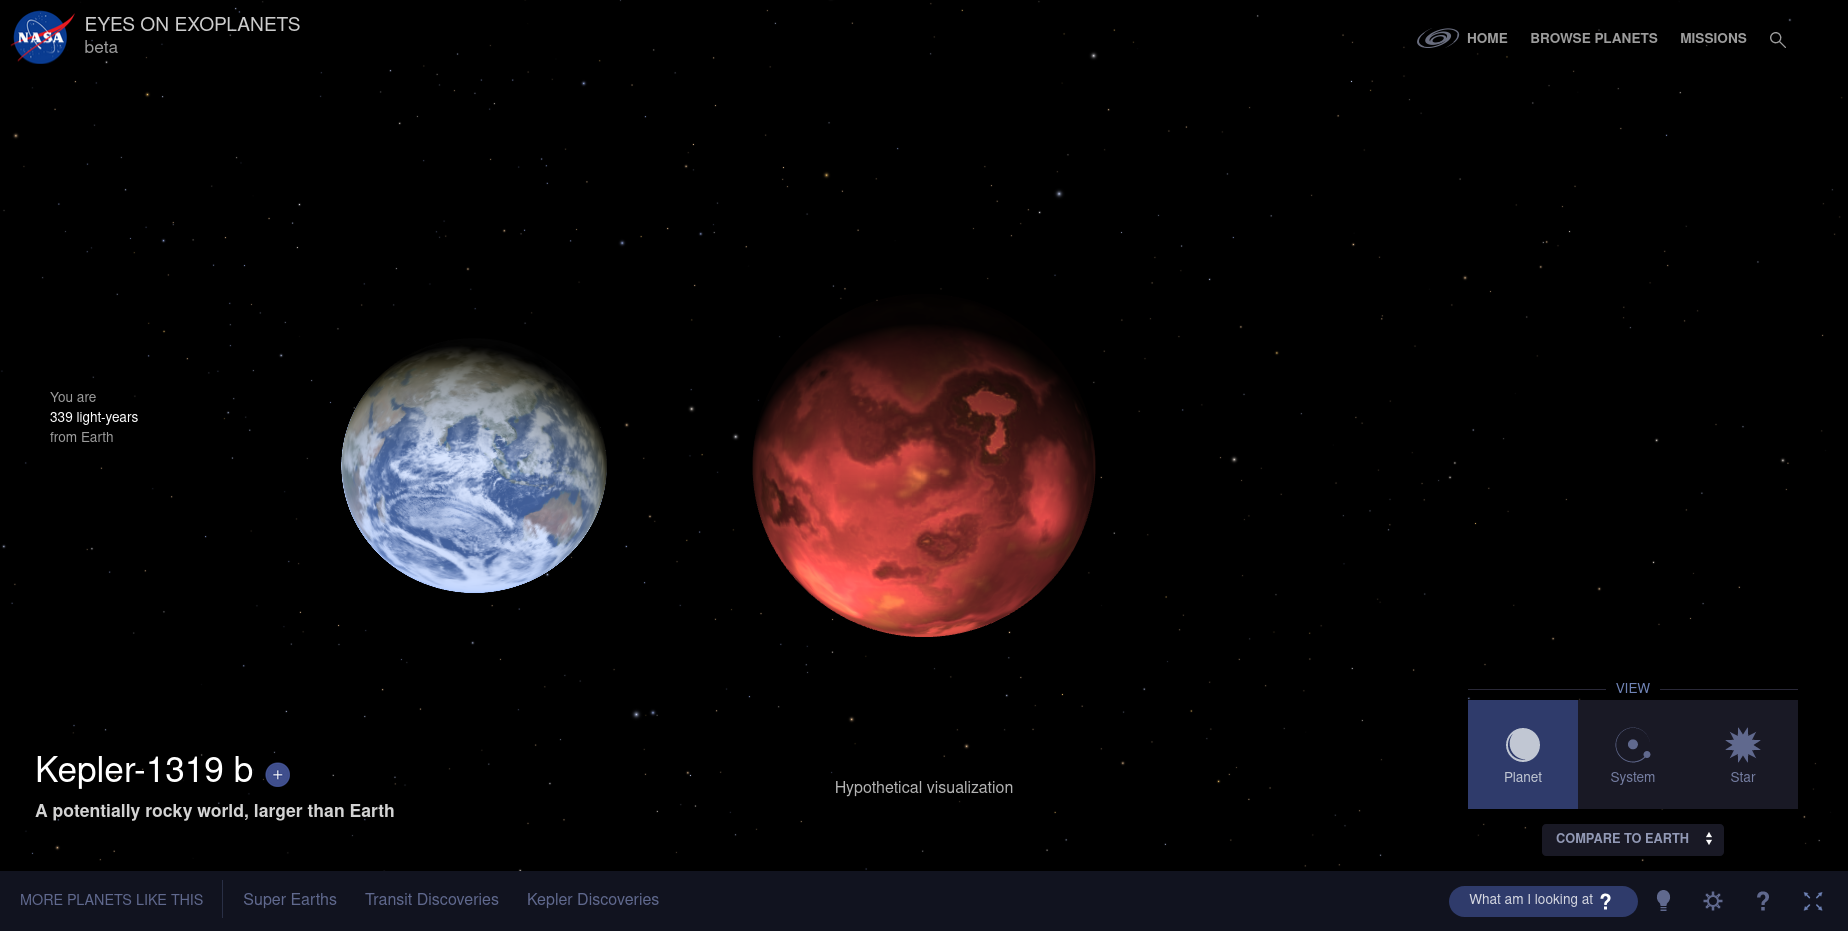 NASA
EYES ON EXOPLANETS
beta
HOME
BROWSE PLANETS
MISSIONS
You are
339 light-years
from Earth
Kepler-1319 b +
A potentially rocky world, larger than Earth
Hypothetical visualization
VIEW
Planet
System
Star
COMPARE TO EARTH
MORE PLANETS LIKE THIS
Super Earths
Transit Discoveries
Kepler Discoveries
What am I looking at ?
?